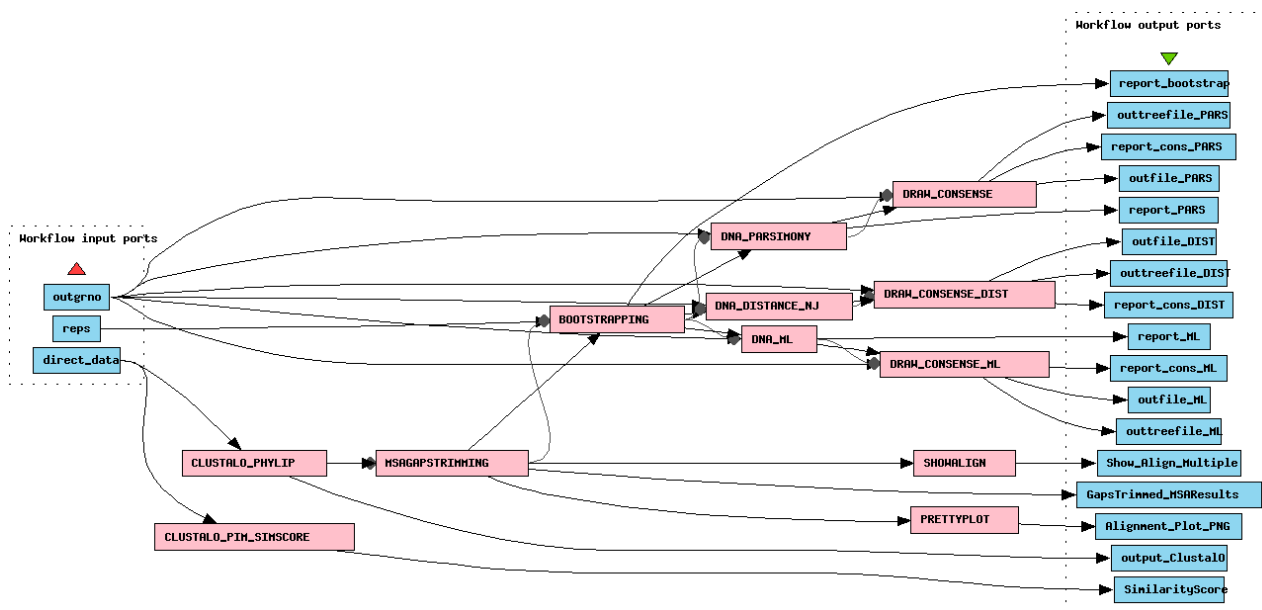 Workflow input ports
outgrno
reps
direct_data
CLUSTALO_PHYLIP
CLUSTALO_PIM_SIMSCORE
MSAGAPSTRIMMING
BOOTSTRAPPING
DNA_PARSIMONY
DNA_DISTANCE_NJ
DNA_ML
DRAW_CONSENSE
DRAW_CONSENSE_DIST
DRAW_CONSENSE_ML
SHOWALIGN
PRETTYPLOT
Workflow output ports
report_bootstrap
outtreefile_PARS
report_cons_PARS
outfile_PARS
report_PARS
outfile_DIST
outtreefile_DIST
report_cons_DIST
report_ML
report_cons_ML
outfile_ML
outtreefile_ML
Show_Align_Multiple
GapsTrimmed_MSAResults
Alignment_Plot_PNG
output_ClustalO
SimilarityScore